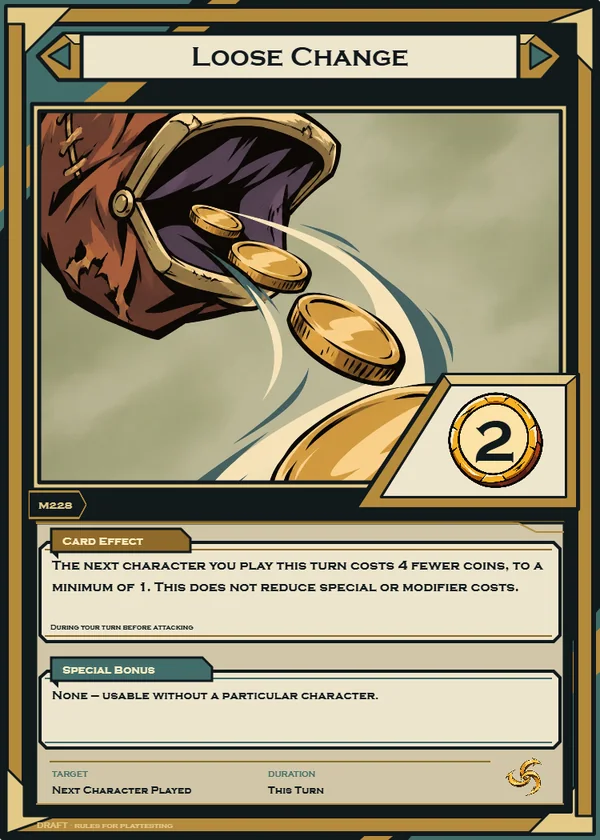 Loose Change
2
M228
Card Effect
The next character you play this turn costs 4 fewer coins, to a
minimum of 1. This does not reduce special or modifier costs.
During your turn before attacking
Special Bonus
None – usable without a particular character.
Target
Duration
Next Character Played
This Turn
DRAFT · Rules for playtesting